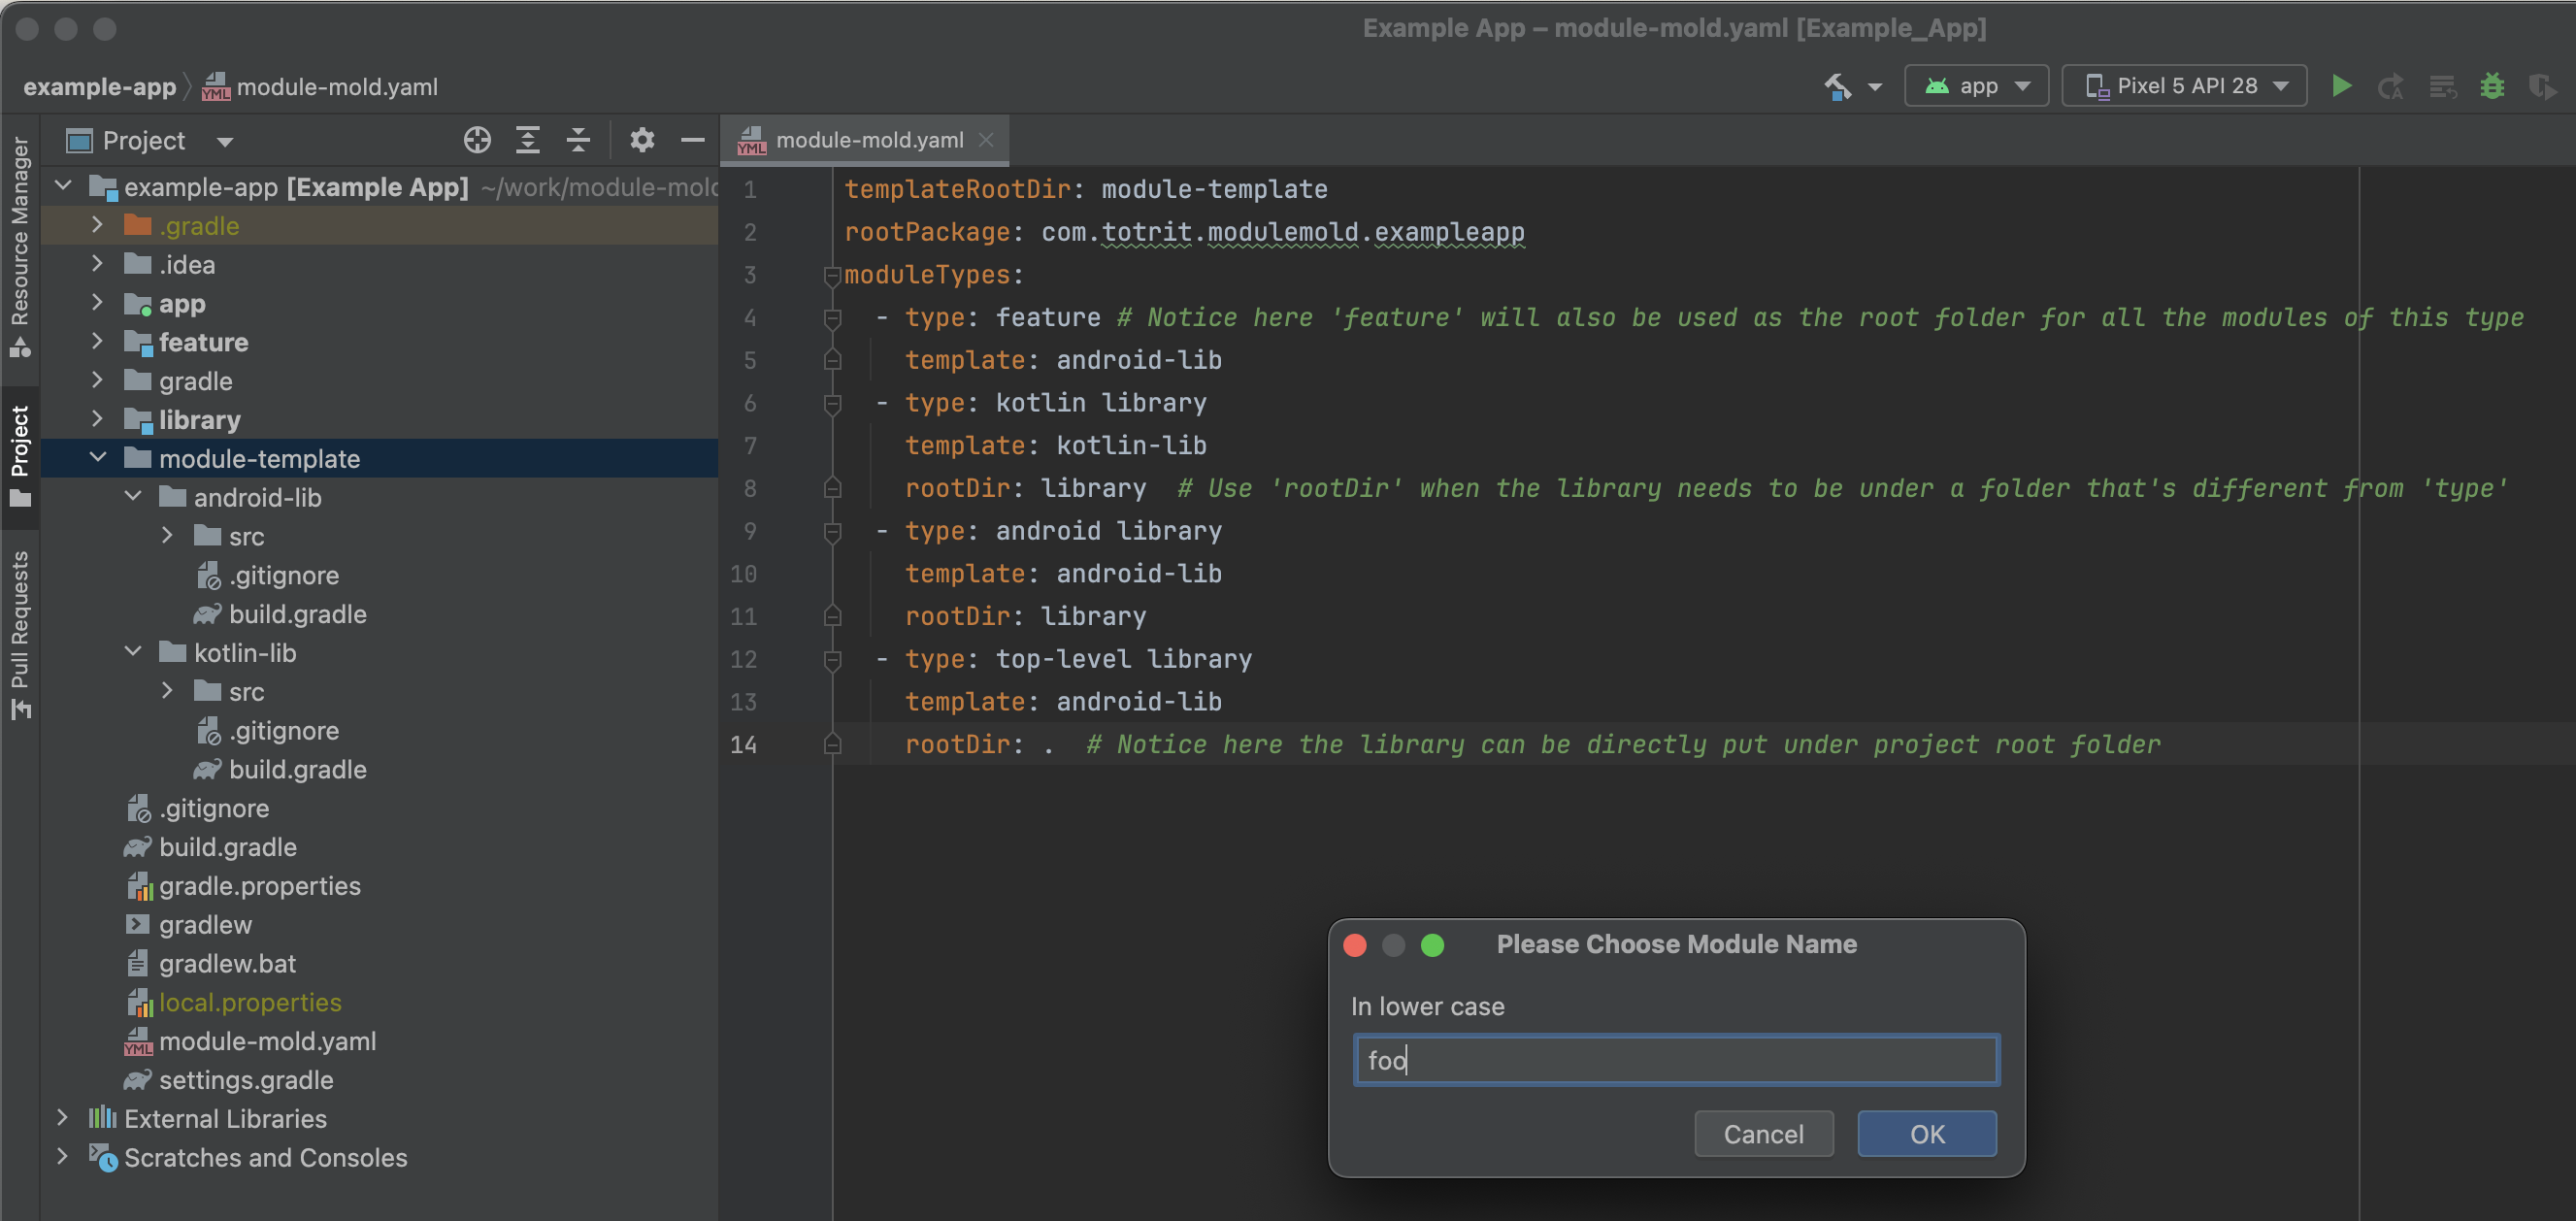 Example App – module-mold.yaml [Example_App]
example-app
module-mold.yaml
app
Pixel 5 API 28
Resource Manager
Project
Pull Requests
Project
example-app [Example App] ~/work/module-mold
.gradle
.idea
app
feature
gradle
library
module-template
android-lib
src
.gitignore
build.gradle
kotlin-lib
src
.gitignore
build.gradle
.gitignore
build.gradle
gradle.properties
gradlew
gradlew.bat
local.properties
module-mold.yaml
settings.gradle
External Libraries
Scratches and Consoles
module-mold.yaml
1 templateRootDir: module-template
2 rootPackage: com.totrit.modulemold.exampleapp
3 moduleTypes:
4 - type: feature # Notice here 'feature' will also be used as the root folder for all the modules of this type
5 template: android-lib
6 - type: kotlin library
7 template: kotlin-lib
8 rootDir: library # Use 'rootDir' when the library needs to be under a folder that's different from 'type'
9 - type: android library
10 template: android-lib
11 rootDir: library
12 - type: top-level library
13 template: android-lib
14 rootDir: . # Notice here the library can be directly put under project root folder
Please Choose Module Name
In lower case
foo
Cancel
OK